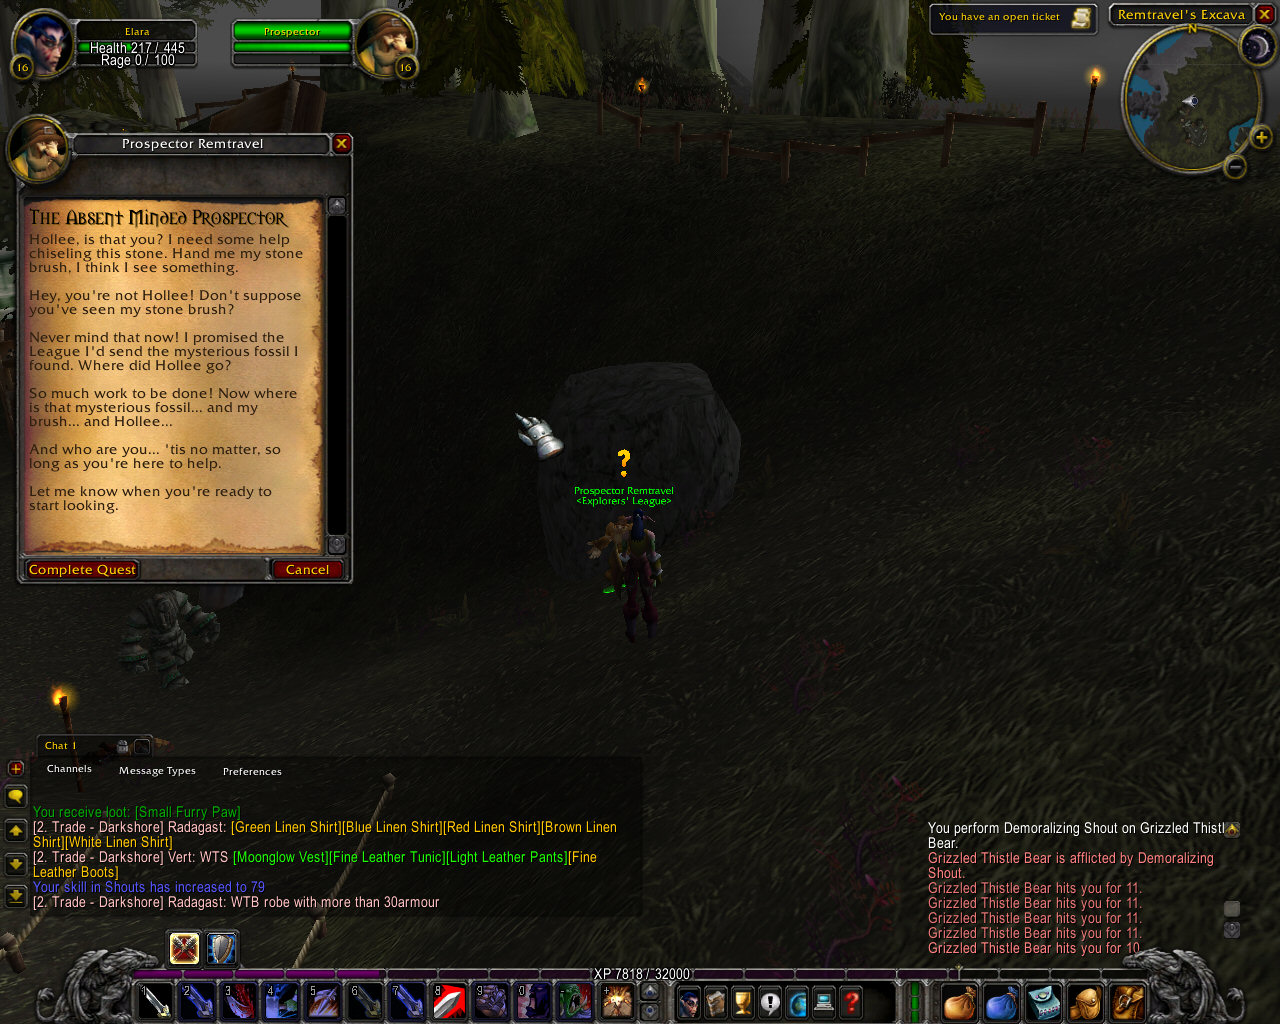 Elara
Health 217 / 445
Rage 0 / 100
16
Prospector
16
You have an open ticket
Remtravel's Excava
N
Prospector Remtravel
The Absent Minded Prospector
Hollee, is that you? I need some help
chiseling this stone. Hand me my stone
brush, I think I see something.
Hey, you're not Hollee! Don't suppose
you've seen my stone brush?
Never mind that now! I promised the
League I'd send the mysterious fossil I
found. Where did Hollee go?
So much work to be done! Now where
is that mysterious fossil... and my
brush... and Hollee...
And who are you... 'tis no matter, so
long as you're here to help.
Let me know when you're ready to
start looking.
Complete Quest
Cancel
?
Prospector Remtravel
<Explorers' League>
Chat 1
Channels
Message Types
Preferences
You receive loot: [Small Furry Paw]
[2. Trade - Darkshore] Radagast: [Green Linen Shirt][Blue Linen Shirt][Red Linen Shirt][Brown Linen
Shirt][White Linen Shirt]
[2. Trade - Darkshore] Vert: WTS [Moonglow Vest][Fine Leather Tunic][Light Leather Pants][Fine
Leather Boots]
Your skill in Shouts has increased to 79
[2. Trade - Darkshore] Radagast: WTB robe with more than 30armour
You perform Demoralizing Shout on Grizzled Thistl
Bear.
Grizzled Thistle Bear is afflicted by Demoralizing
Shout.
Grizzled Thistle Bear hits you for 11.
Grizzled Thistle Bear hits you for 11.
Grizzled Thistle Bear hits you for 11.
Grizzled Thistle Bear hits you for 11.
Grizzled Thistle Bear hits you for 10.
XP 7818 / 32000
1 2 3 4 5 6 7 8 9 0 - +